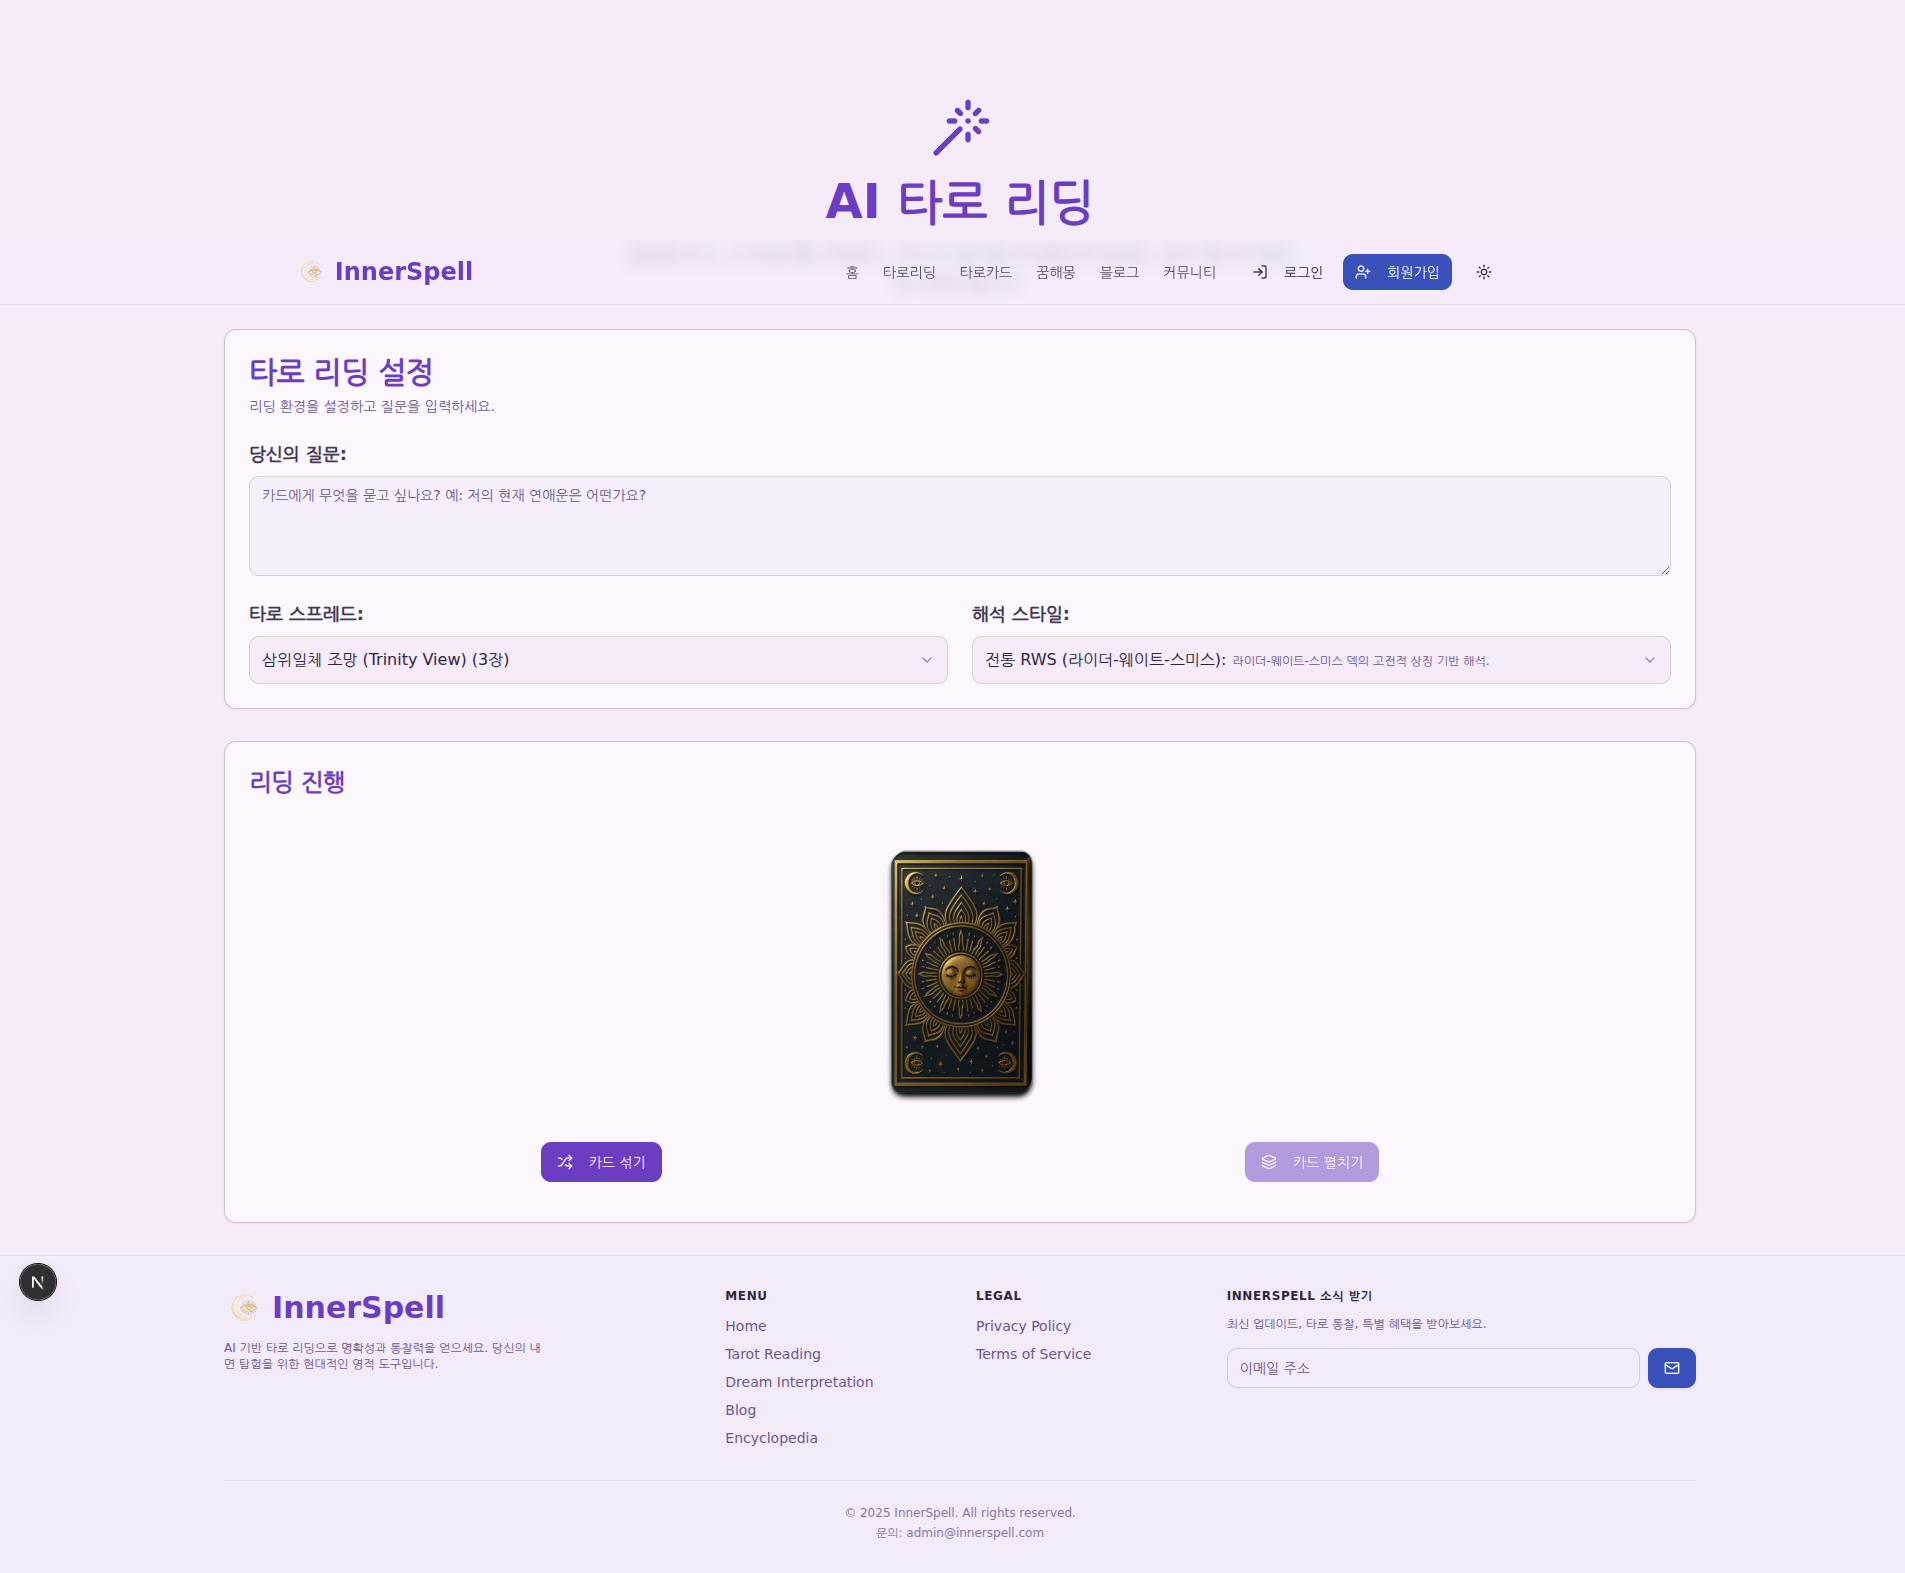 AI 타로 리딩
InnerSpell
홈 타로리딩 타로카드 꿈해몽 블로그 커뮤니티 로그인 회원가입
타로 리딩 설정
리딩 환경을 설정하고 질문을 입력하세요.
당신의 질문:
카드에게 무엇을 묻고 싶나요? 예: 저의 현재 연애운은 어떤가요?
타로 스프레드:
삼위일체 조망 (Trinity View) (3장)
해석 스타일:
전통 RWS (라이더-웨이트-스미스): 라이더-웨이트-스미스 덱의 고전적 상징 기반 해석.
리딩 진행
카드 섞기
카드 펼치기
N
InnerSpell
AI 기반 타로 리딩으로 명확성과 통찰력을 얻으세요. 당신의 내
면 탐험을 위한 현대적인 영적 도구입니다.
MENU
Home
Tarot Reading
Dream Interpretation
Blog
Encyclopedia
LEGAL
Privacy Policy
Terms of Service
INNERSPELL 소식 받기
최신 업데이트, 타로 통찰, 특별 혜택을 받아보세요.
이메일 주소
© 2025 InnerSpell. All rights reserved.
문의: admin@innerspell.com